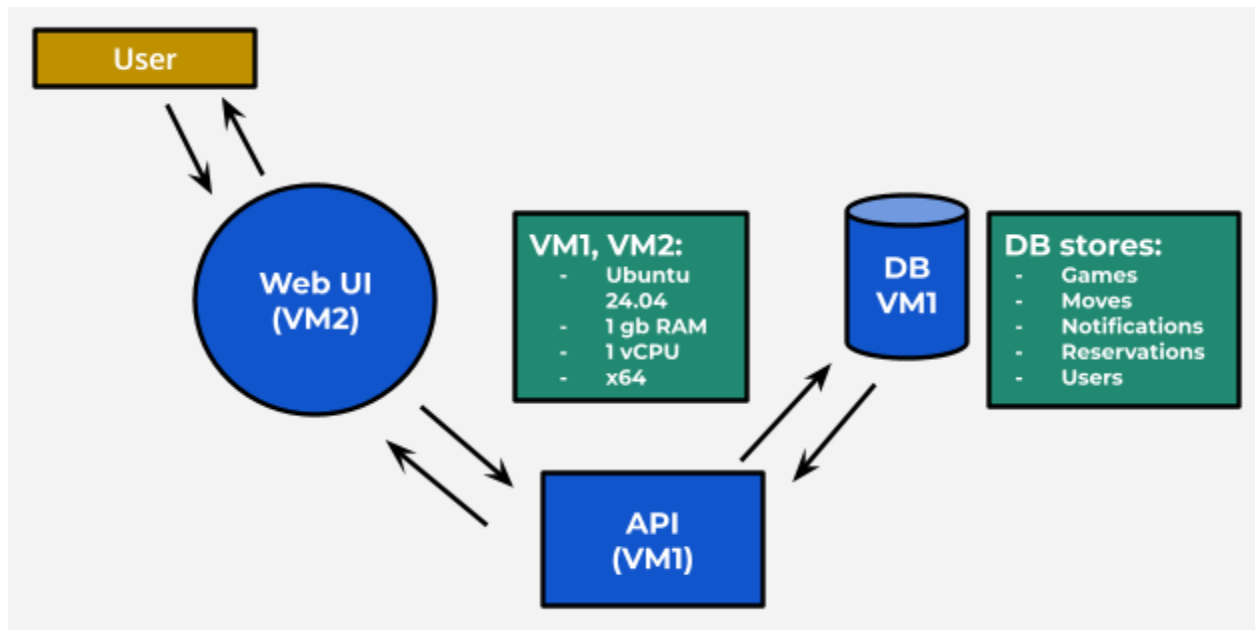 User
Web UI
(VM2)
VM1, VM2:
- Ubuntu
24.04
- 1 gb RAM
- 1 vCPU
- x64
DB
VM1
DB stores:
- Games
- Moves
- Notifications
- Reservations
- Users
API
(VM1)